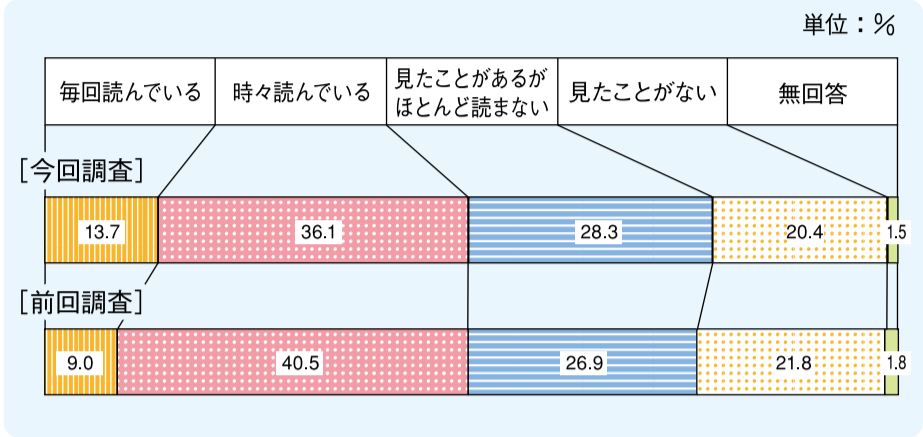 単位：%
毎回読んでいる
時々読んでいる
見たことがあるが
ほとんど読まない
見たことがない
無回答
［今回調査］
13.7
36.1
28.3
20.4
1.5
［前回調査］
9.0
40.5
26.9
21.8
1.8